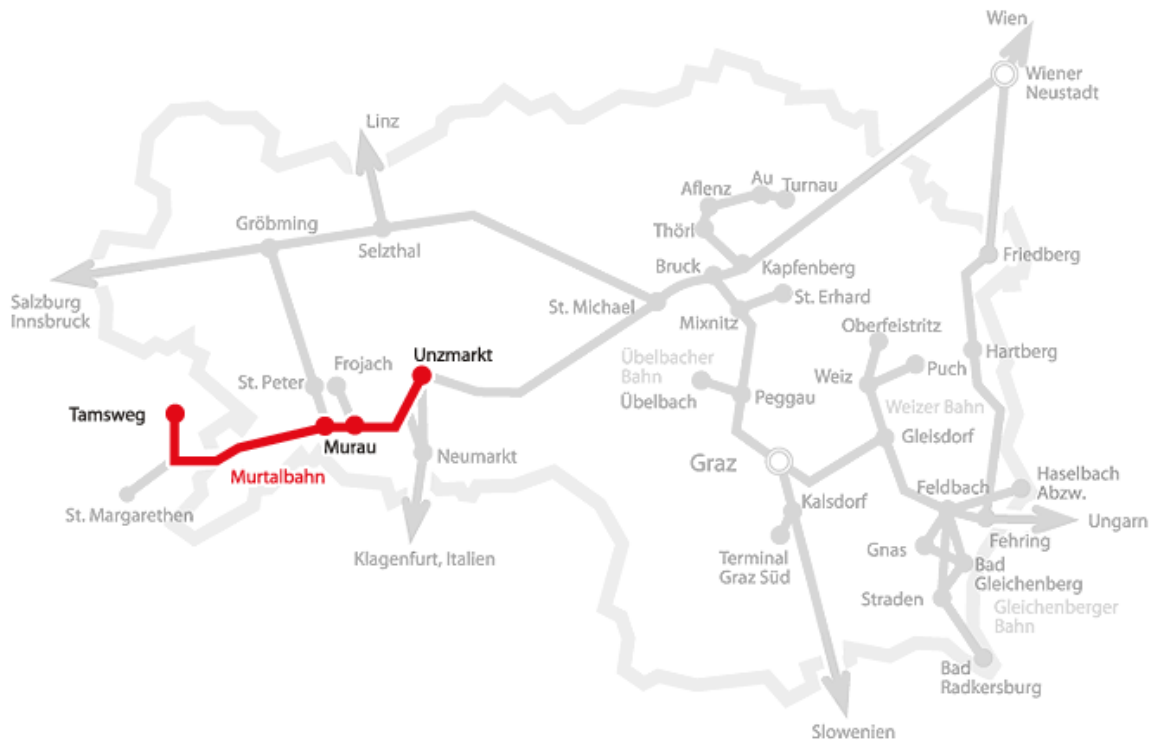 Wien
Wiener
Neustadt
Linz
Aflenz
Au
Turnau
Gröbming
Thörl
Selzthal
Bruck
Kapfenberg
Friedberg
Salzburg
Innsbruck
St. Michael
St. Erhard
Mixnitz
Oberfeistritz
Unzmarkt
Frojach
St. Peter
Übelbacher
Bahn
Hartberg
Puch
Weiz
Übelbach
Peggau
Weizer Bahn
Tamsweg
Murau
Gleisdorf
Neumarkt
Graz
Murtalbahn
Haselbach
Abzw.
Feldbach
St. Margarethen
Kalsdorf
Ungarn
Fehring
Klagenfurt, Italien
Terminal
Graz Süd
Gnas
Bad
Gleichenberg
Straden
Gleichenberger
Bahn
Bad
Radkersburg
Slowenien